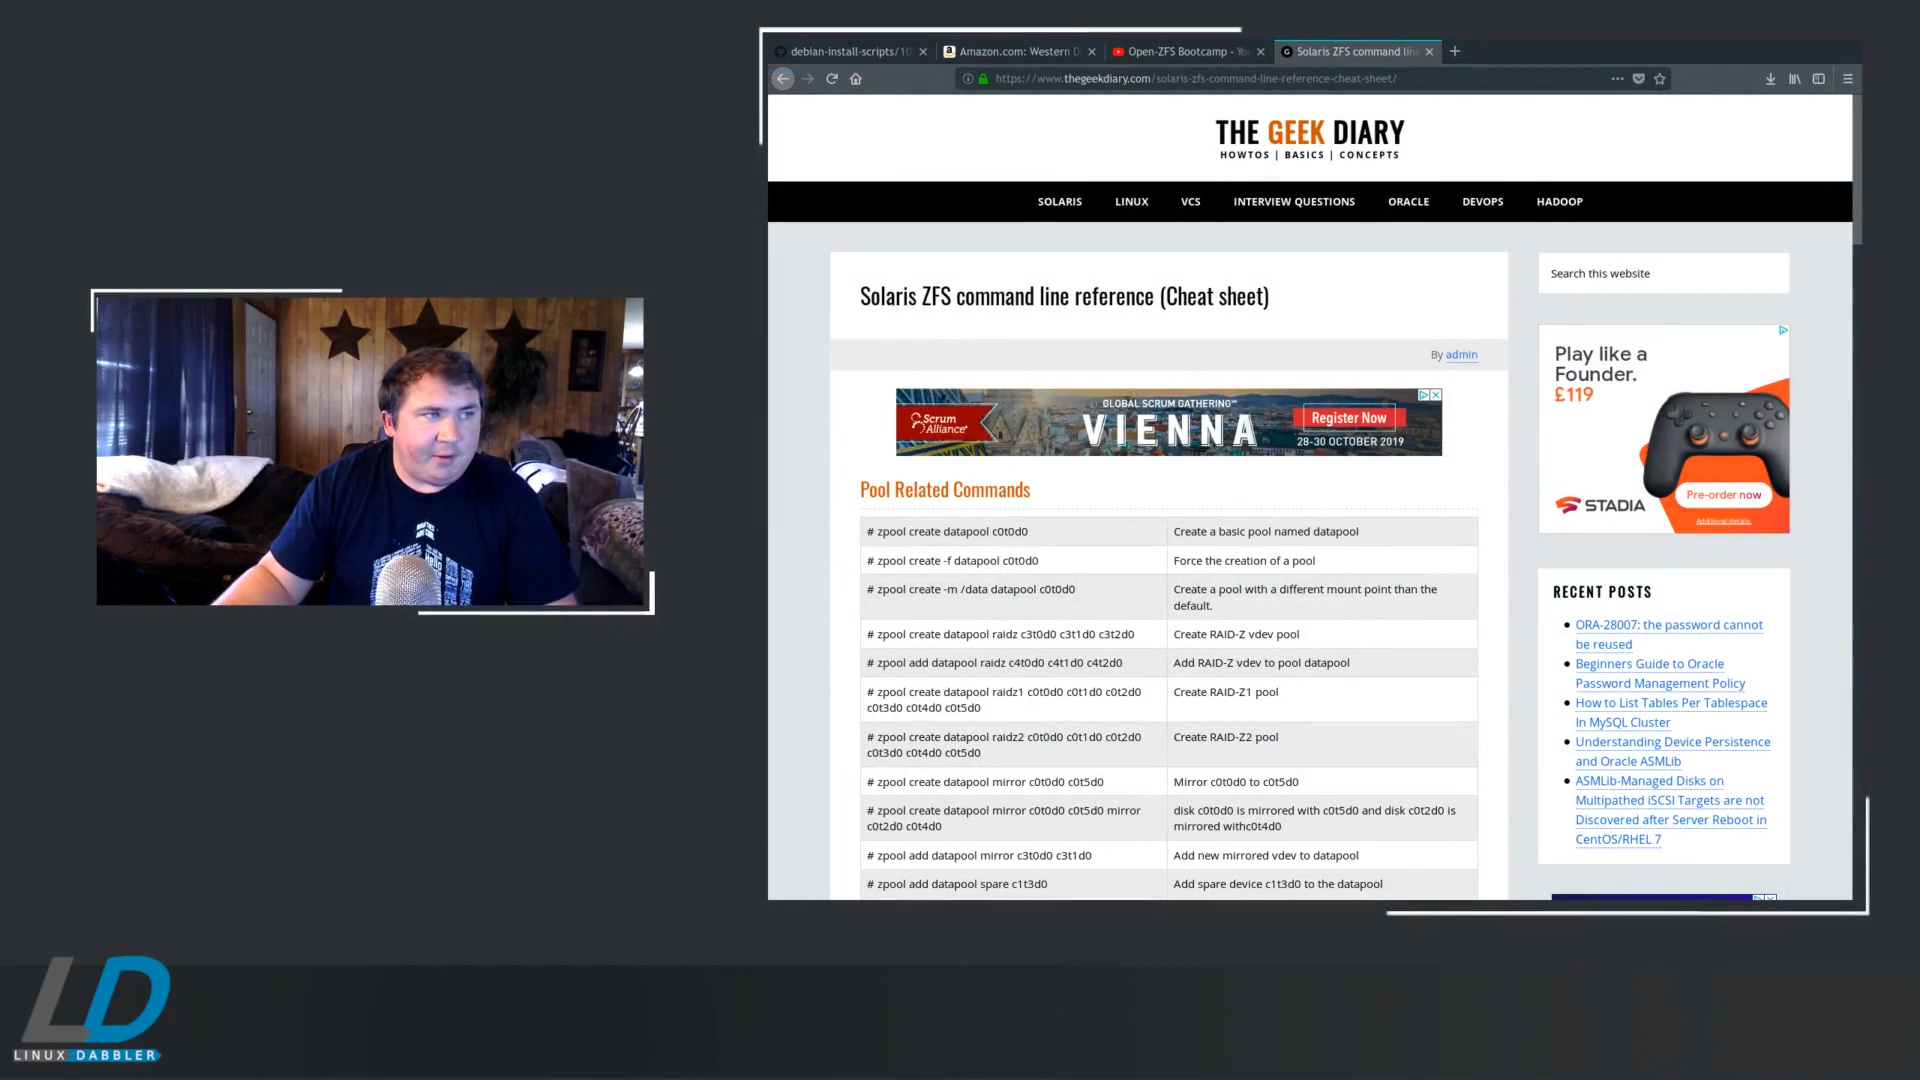 debian-install-scripts/10
Amazon.com: Western D
Open-ZFS Bootcamp - Yo
Solaris ZFS command lin
https://www.thegeekdiary.com/solaris-zfs-command-line-reference-cheat-sheet/
THE GEEK DIARY
HOWTOS | BASICS | CONCEPTS
SOLARIS
LINUX
VCS
INTERVIEW QUESTIONS
ORACLE
DEVOPS
HADOOP
Solaris ZFS command line reference (Cheat sheet)
By admin
Scrum Alliance
GLOBAL SCRUM GATHERING™
VIENNA
Register Now
28-30 OCTOBER 2019
Pool Related Commands
# zpool create datapool c0t0d0
Create a basic pool named datapool
# zpool create -f datapool c0t0d0
Force the creation of a pool
# zpool create -m /data datapool c0t0d0
Create a pool with a different mount point than the
default.
# zpool create datapool raidz c3t0d0 c3t1d0 c3t2d0
Create RAID-Z vdev pool
# zpool add datapool raidz c4t0d0 c4t1d0 c4t2d0
Add RAID-Z vdev to pool datapool
# zpool create datapool raidz1 c0t0d0 c0t1d0 c0t2d0
c0t3d0 c0t4d0 c0t5d0
Create RAID-Z1 pool
# zpool create datapool raidz2 c0t0d0 c0t1d0 c0t2d0
c0t3d0 c0t4d0 c0t5d0
Create RAID-Z2 pool
# zpool create datapool mirror c0t0d0 c0t5d0
Mirror c0t0d0 to c0t5d0
# zpool create datapool mirror c0t0d0 c0t5d0 mirror
c0t2d0 c0t4d0
disk c0t0d0 is mirrored with c0t5d0 and disk c0t2d0 is
mirrored withc0t4d0
# zpool add datapool mirror c3t0d0 c3t1d0
Add new mirrored vdev to datapool
# zpool add datapool spare c1t3d0
Add spare device c1t3d0 to the datapool
Search this website
Play like a
Founder.
£119
STADIA
Pre-order now
Additional details.
RECENT POSTS
ORA-28007: the password cannot
be reused
Beginners Guide to Oracle
Password Management Policy
How to List Tables Per Tablespace
In MySQL Cluster
Understanding Device Persistence
and Oracle ASMLib
ASMLib-Managed Disks on
Multipathed iSCSI Targets are not
Discovered after Server Reboot in
CentOS/RHEL 7
LD
LINUX DABBLER